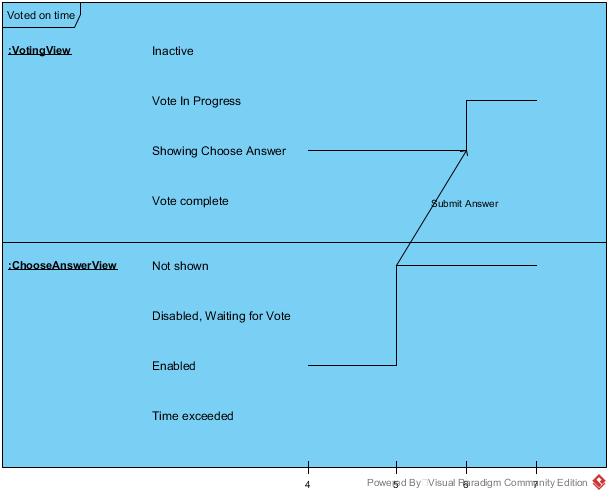 Voted on time
:VotingView
Inactive
Vote In Progress
Showing Choose Answer
Vote complete
Submit Answer
:ChooseAnswerView
Not shown
Disabled, Waiting for Vote
Enabled
Time exceeded
4 5 6 7
Powered By Visual Paradigm Community Edition